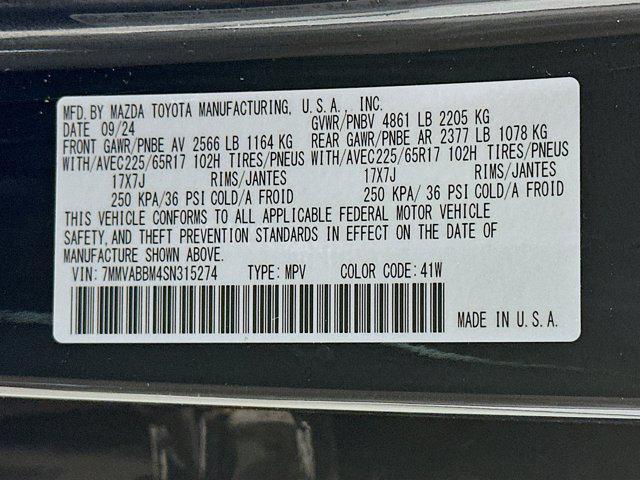 MFD. BY MAZDA TOYOTA MANUFACTURING, U.S.A., INC.
DATE 09/24 GVWR/PNBV 4861 LB 2205 KG
FRONT GAWR/PNBE AV 2566 LB 1164 KG REAR GAWR/PNBE AR 2377 LB 1078 KG
WITH/AVEC225/65R17 102H TIRES/PNEUS WITH/AVEC225/65R17 102H TIRES/PNEUS
17X7J RIMS/JANTES 17X7J RIMS/JANTES
250 KPA/36 PSI COLD/A FROID 250 KPA/ 36 PSI COLD/A FROID
THIS VEHICLE CONFORMS TO ALL APPLICABLE FEDERAL MOTOR VEHICLE
SAFETY, AND THEFT PREVENTION STANDARDS IN EFFECT ON THE DATE OF
MANUFACTURE SHOWN ABOVE.
VIN: 7MMVABBM4SN315274 TYPE: MPV COLOR CODE: 41W
MADE IN U.S.A.